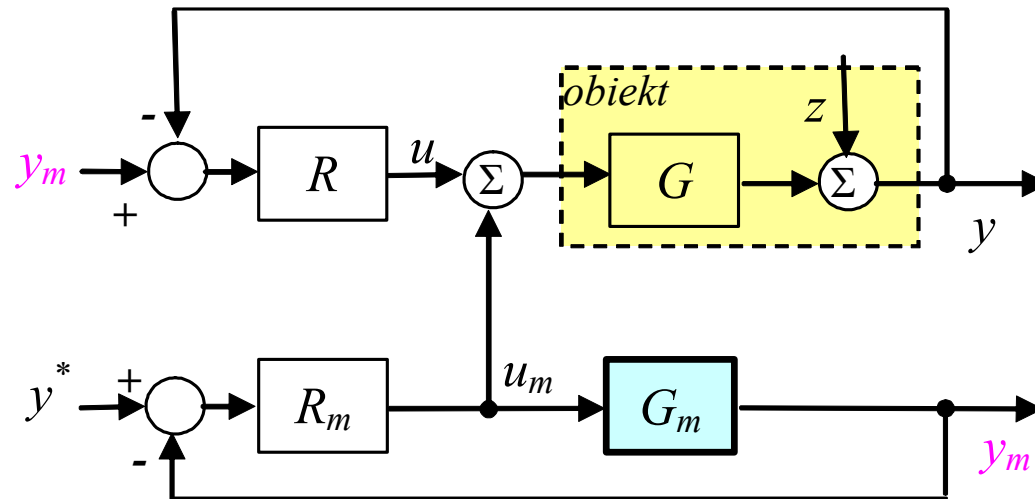 -
obiekt
z
y_m
+
R
u
Σ
G
Σ
y
y*
+
-
R_m
u_m
G_m
y_m